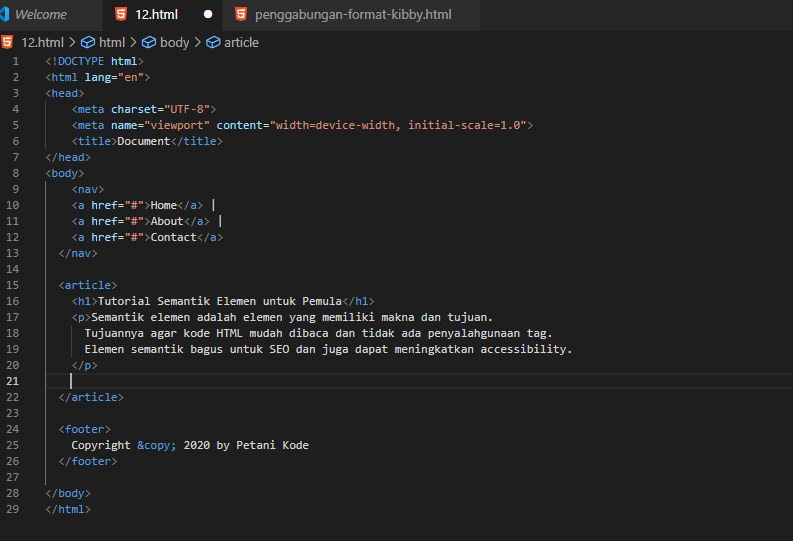 Welcome 12.html penggabungan-format-kibby.html
12.html > html > body > article
1 <!DOCTYPE html>
2 <html lang="en">
3 <head>
4 <meta charset="UTF-8">
5 <meta name="viewport" content="width=device-width, initial-scale=1.0">
6 <title>Document</title>
7 </head>
8 <body>
9 <nav>
10 <a href="#">Home</a> |
11 <a href="#">About</a> |
12 <a href="#">Contact</a>
13 </nav>
14
15 <article>
16 <h1>Tutorial Semantik Elemen untuk Pemula</h1>
17 <p>Semantik elemen adalah elemen yang memiliki makna dan tujuan.
18 Tujuannya agar kode HTML mudah dibaca dan tidak ada penyalahgunaan tag.
19 Elemen semantik bagus untuk SEO dan juga dapat meningkatkan accessibility.
20 </p>
21
22 </article>
23
24 <footer>
25 Copyright &copy; 2020 by Petani Kode
26 </footer>
27
28 </body>
29 </html>